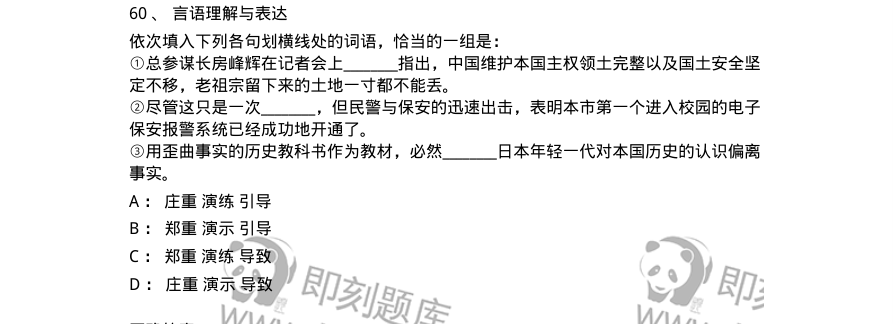 60 、 言语理解与表达
依次填入下列各句划横线处的词语，恰当的一组是：
①总参谋长房峰辉在记者会上______指出，中国维护本国主权领土完整以及国土安全坚
定不移，老祖宗留下来的土地一寸都不能丢。
②尽管这只是一次______，但民警与保安的迅速出击，表明本市第一个进入校园的电子
保安报警系统已经成功地开通了。
③用歪曲事实的历史教科书作为教材，必然______日本年轻一代对本国历史的认识偏离
事实。
A： 庄重 演练 引导
B： 郑重 演示 引导
C： 郑重 演练 导致
D： 庄重 演示 导致
即刻题库
即刻题